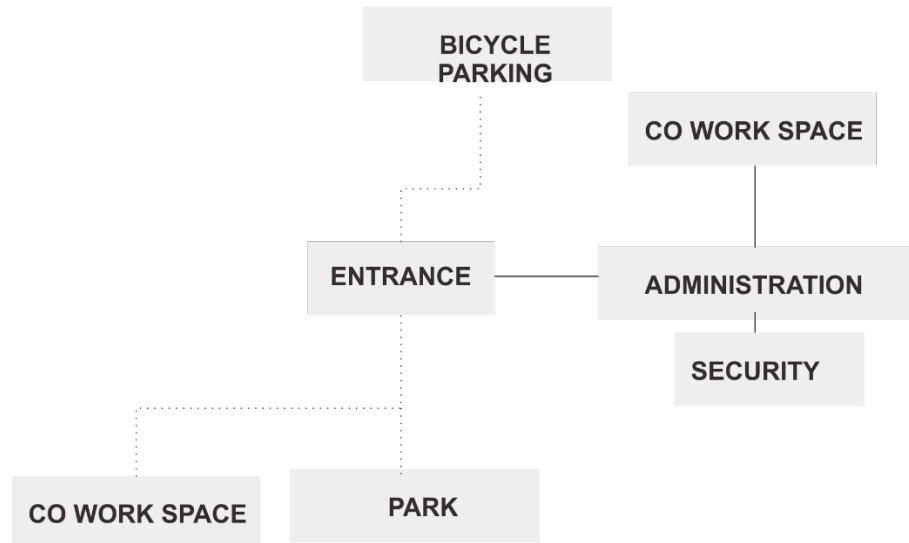 BICYCLE
PARKING
CO WORK SPACE
ENTRANCE
ADMINISTRATION
SECURITY
CO WORK SPACE
PARK